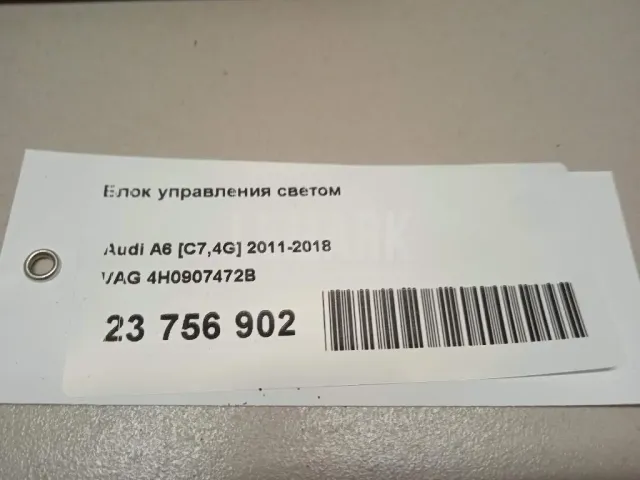 Блок управления светом
Audi A6 [C7,4G] 2011-2018
VAG 4H0907472B
23 756 902